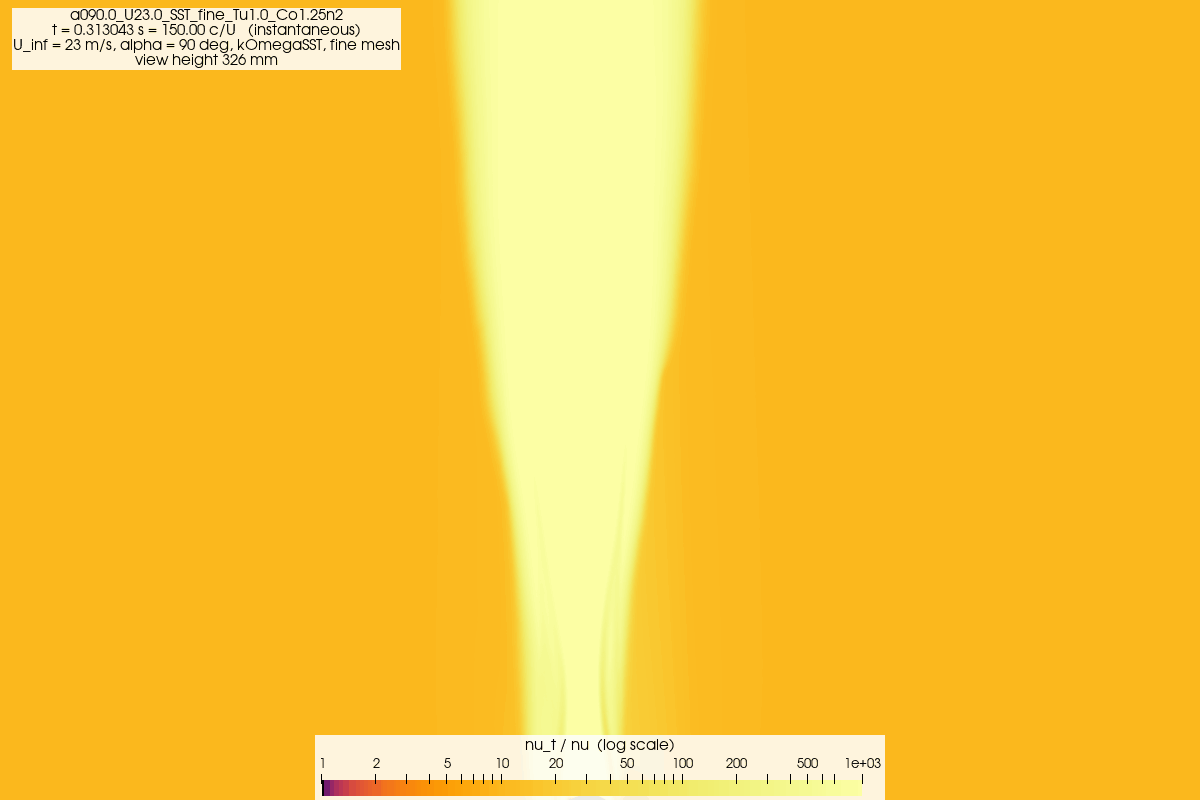 a090.0_U23.0_SST_fine_Tu1.0_Co1.25n2
t = 0.313043 s = 150.00 c/U (instantaneous)
U_inf = 23 m/s, alpha = 90 deg, kOmegaSST, fine mesh
view height 326 mm
nu_t / nu (log scale)
1 2 5 10 20 50 100 200 500 1e+03